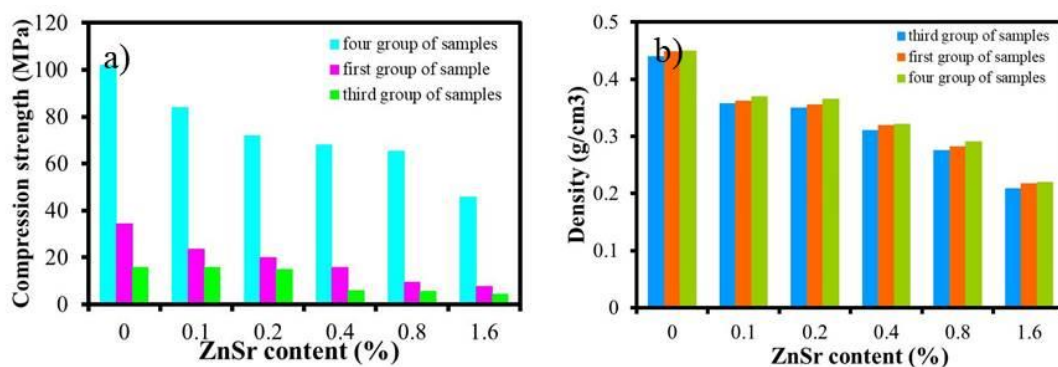 a)
Compression strength (MPa)
120
100
80
60
40
20
0
four group of samples
first group of sample
third group of samples
0 0.1 0.2 0.4 0.8 1.6
ZnSr content (%)
b)
Density (g/cm3)
0.5
0.4
0.3
0.2
0.1
0
third group of samples
first group of samples
four group of samples
0 0.1 0.2 0.4 0.8 1.6
ZnSr content (%)